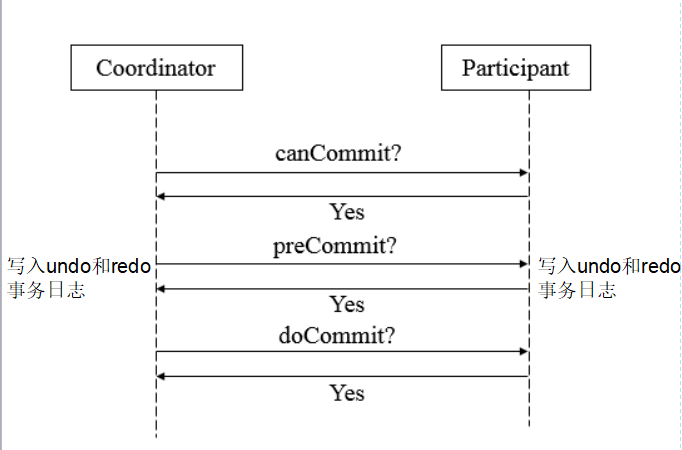 Coordinator
Participant
canCommit?
Yes
preCommit?
写入undo和redo
事务日志
写入undo和redo
事务日志
Yes
doCommit?
Yes